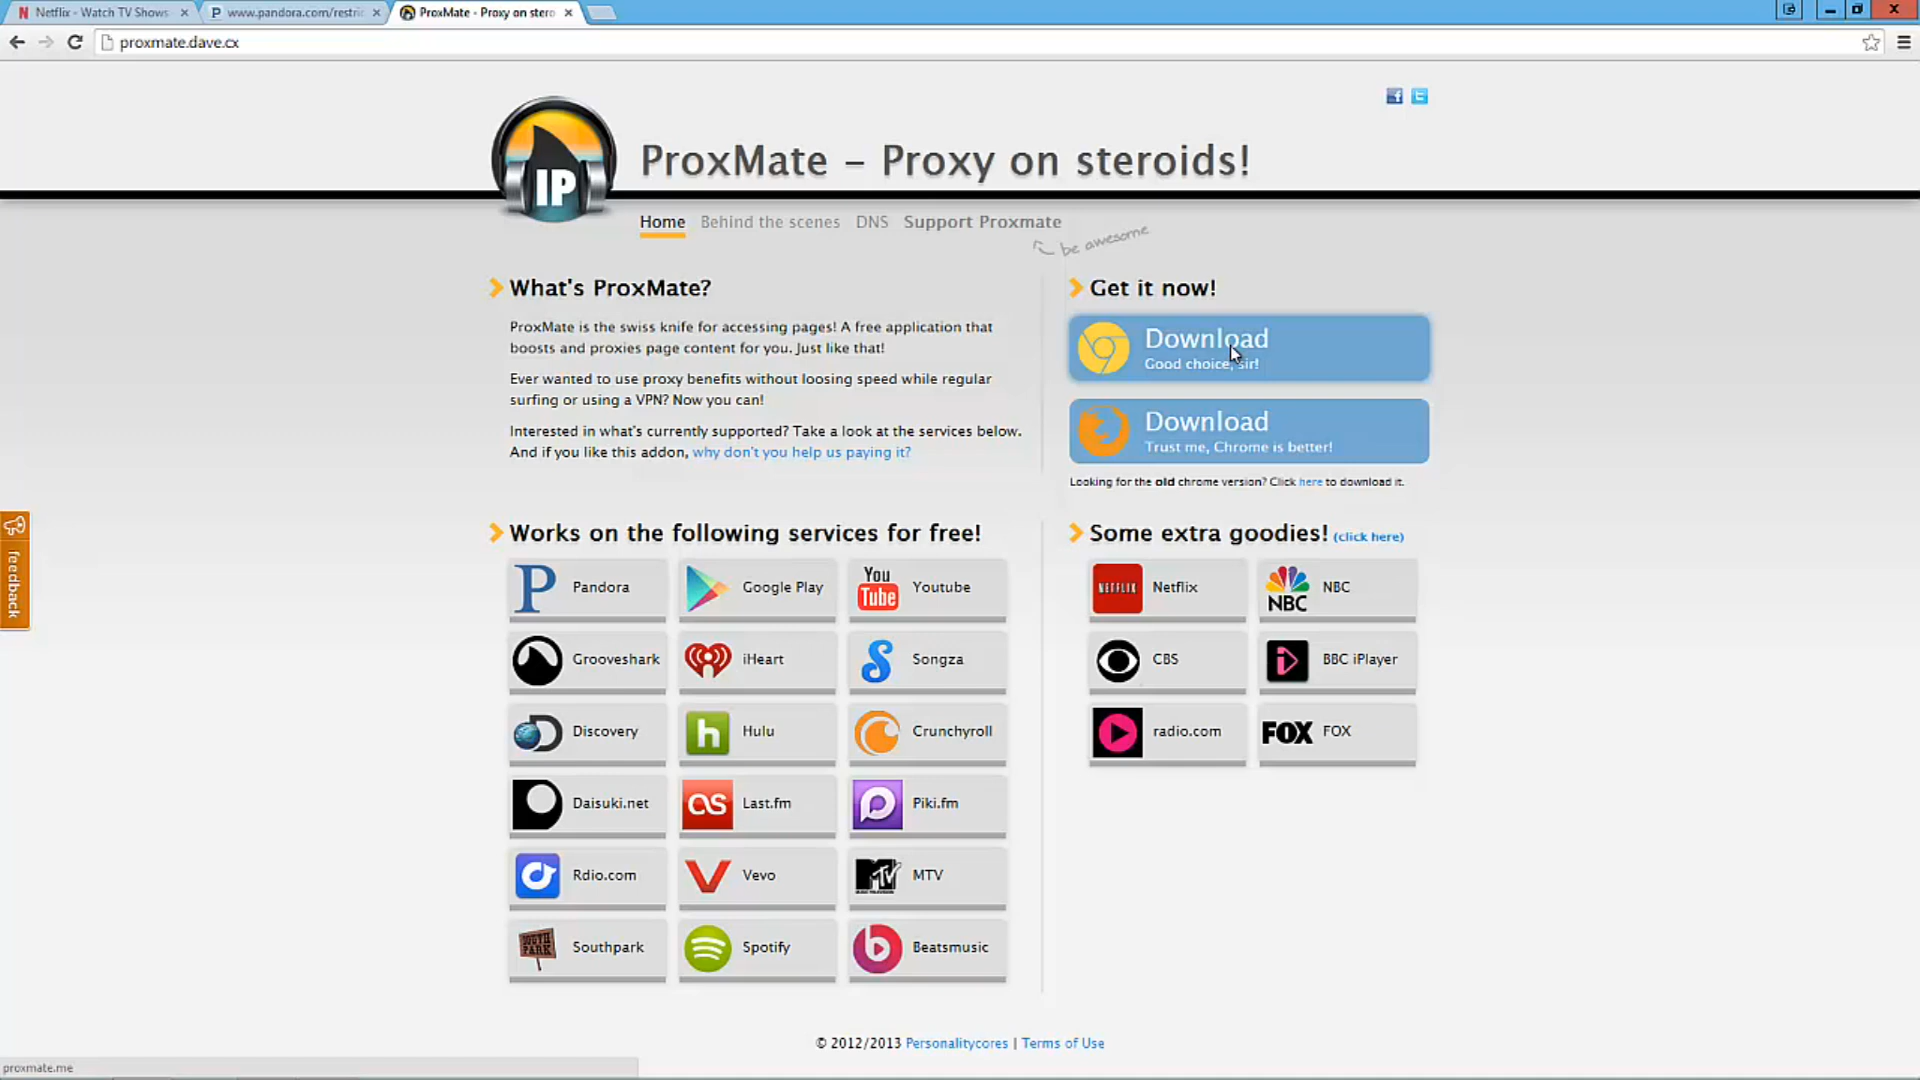 Netflix - Watch TV Shows
www.pandora.com/restric
ProxMate - Proxy on stero
proxmate.dave.cx
IP
ProxMate - Proxy on steroids!
Home
Behind the scenes
DNS
Support Proxmate
be awesome
What's ProxMate?
ProxMate is the swiss knife for accessing pages! A free application that
boosts and proxies page content for you. Just like that!
Ever wanted to use proxy benefits without loosing speed while regular
surfing or using a VPN? Now you can!
Interested in what's currently supported? Take a look at the services below.
And if you like this addon, why don't you help us paying it?
Get it now!
Download
Good choice, sir!
Download
Trust me, Chrome is better!
Looking for the old chrome version? Click here to download it.
feedback
Works on the following services for free!
Pandora
Google Play
You
Tube
Youtube
Grooveshark
iHeart
Songza
Discovery
Hulu
Crunchyroll
Daisuki.net
Last.fm
Piki.fm
Rdio.com
Vevo
MTV
Southpark
Spotify
Beatsmusic
Some extra goodies! (click here)
NETFLIX
Netflix
NBC
NBC
CBS
BBC iPlayer
radio.com
FOX
FOX
© 2012/2013 Personalitycores | Terms of Use
proxmate.me